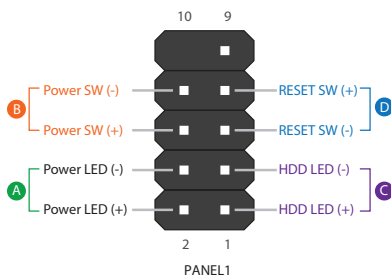 10 9
Power SW (-) RESET SW (+)
B D
Power SW (+) RESET SW (-)
Power LED (-) HDD LED (-)
A C
Power LED (+) HDD LED (+)
2 1
PANEL1